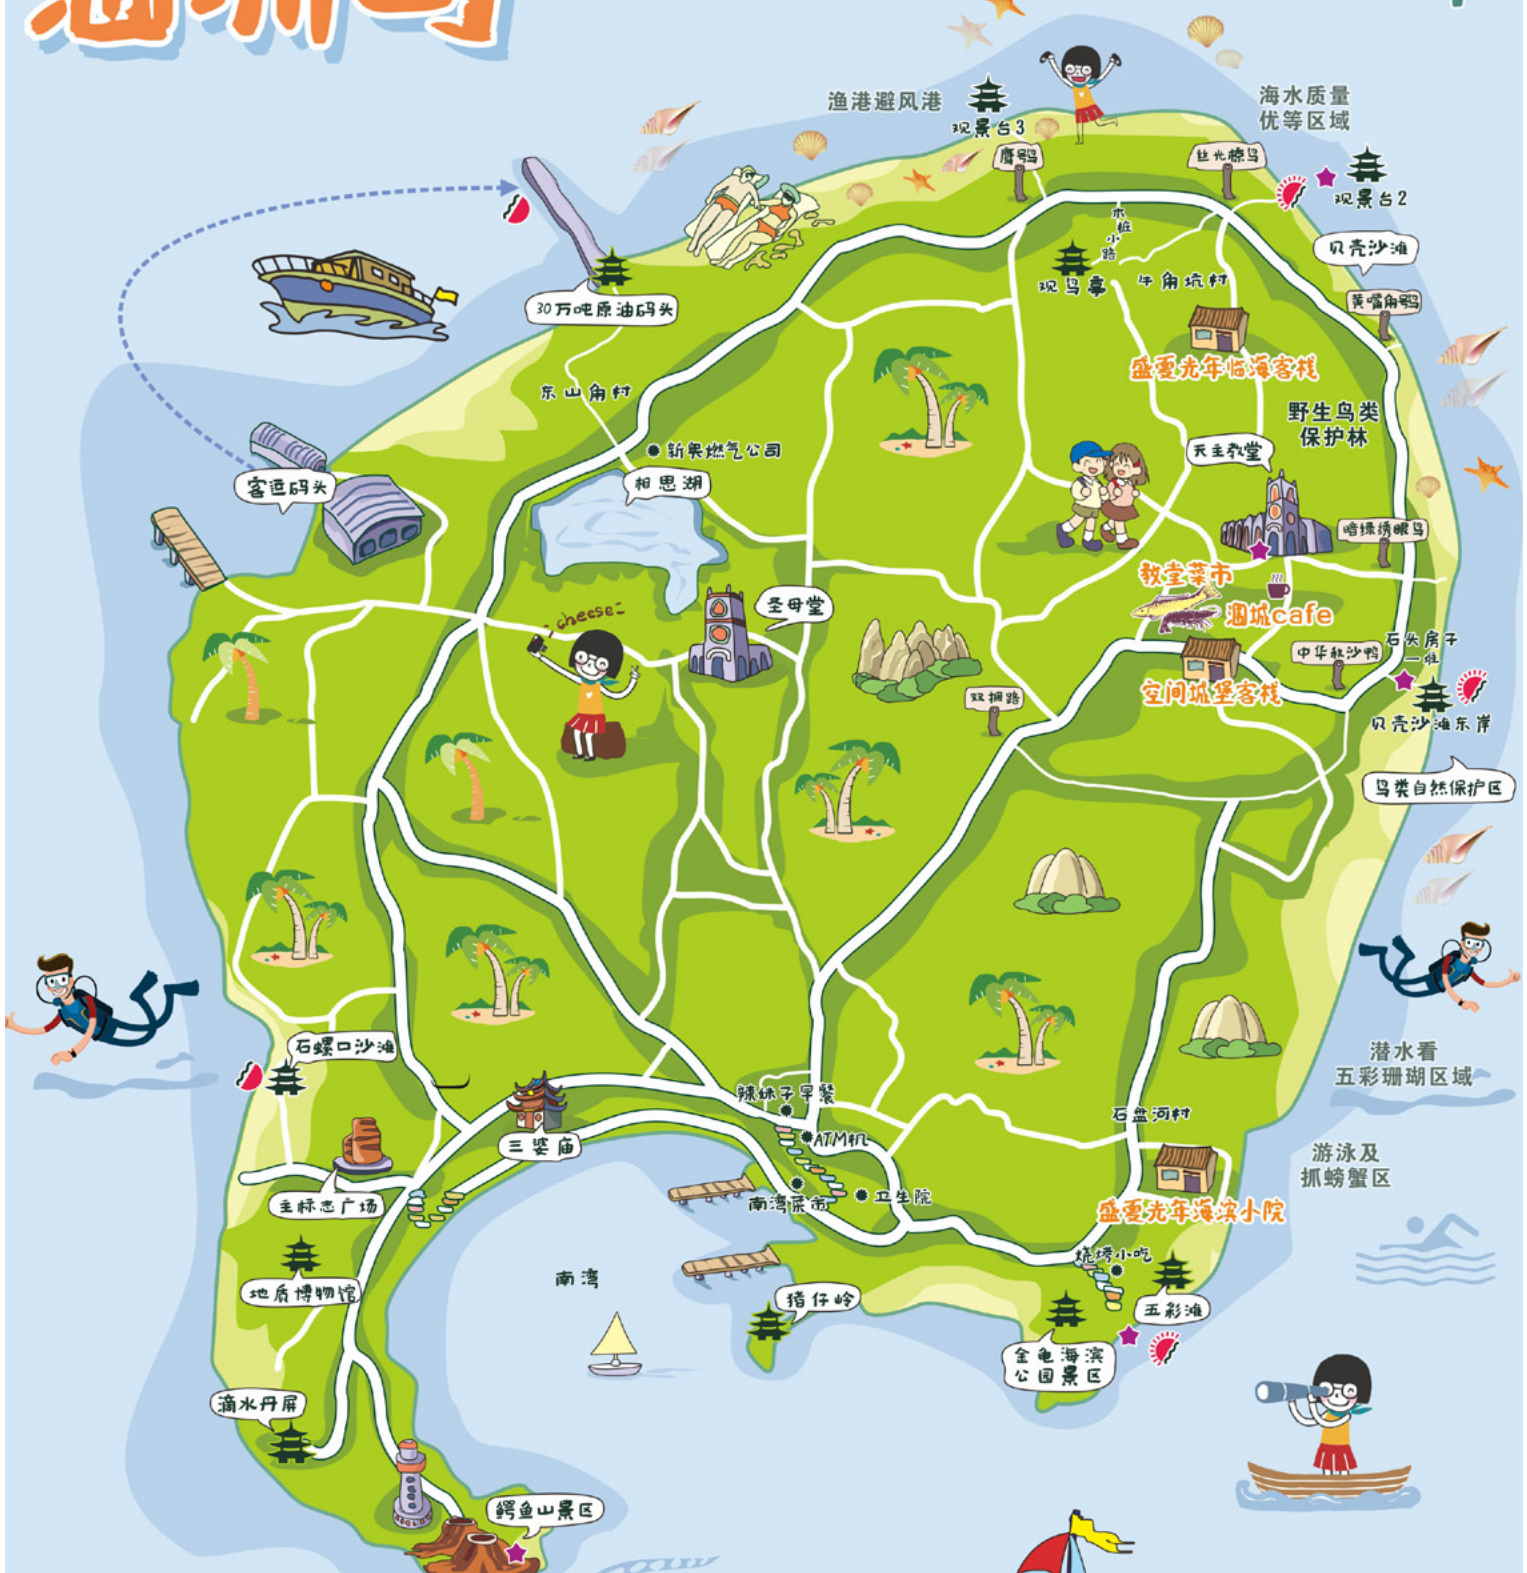 涠洲岛
渔港避风港
观景台3
海水质量
优等区域
鹰鸮
丝光椋鸟
观景台2
木桩小路
贝壳沙滩
观鸟亭
牛角坑村
黄嘴角鸮
30万吨原油码头
盛夏光年临海客栈
东山角村
野生鸟类
保护林
新奥燃气公司
天主教堂
相思湖
客运码头
暗绿绣眼鸟
教堂菜市
cheese
圣母堂
涠城cafe
石头房子
一堆
中华秋沙鸭
双拥路
空间城堡客栈
贝壳沙滩东岸
鸟类自然保护区
石螺口沙滩
潜水看
五彩珊瑚区域
辣妹子早餐
石盘河村
ATM机
三婆庙
游泳及
抓螃蟹区
主标志广场
南湾菜市
卫生院
盛夏光年海滨小院
烧烤小吃
南湾
地质博物馆
猪仔岭
五彩滩
金龟海滨
公园景区
滴水丹屏
鳄鱼山景区